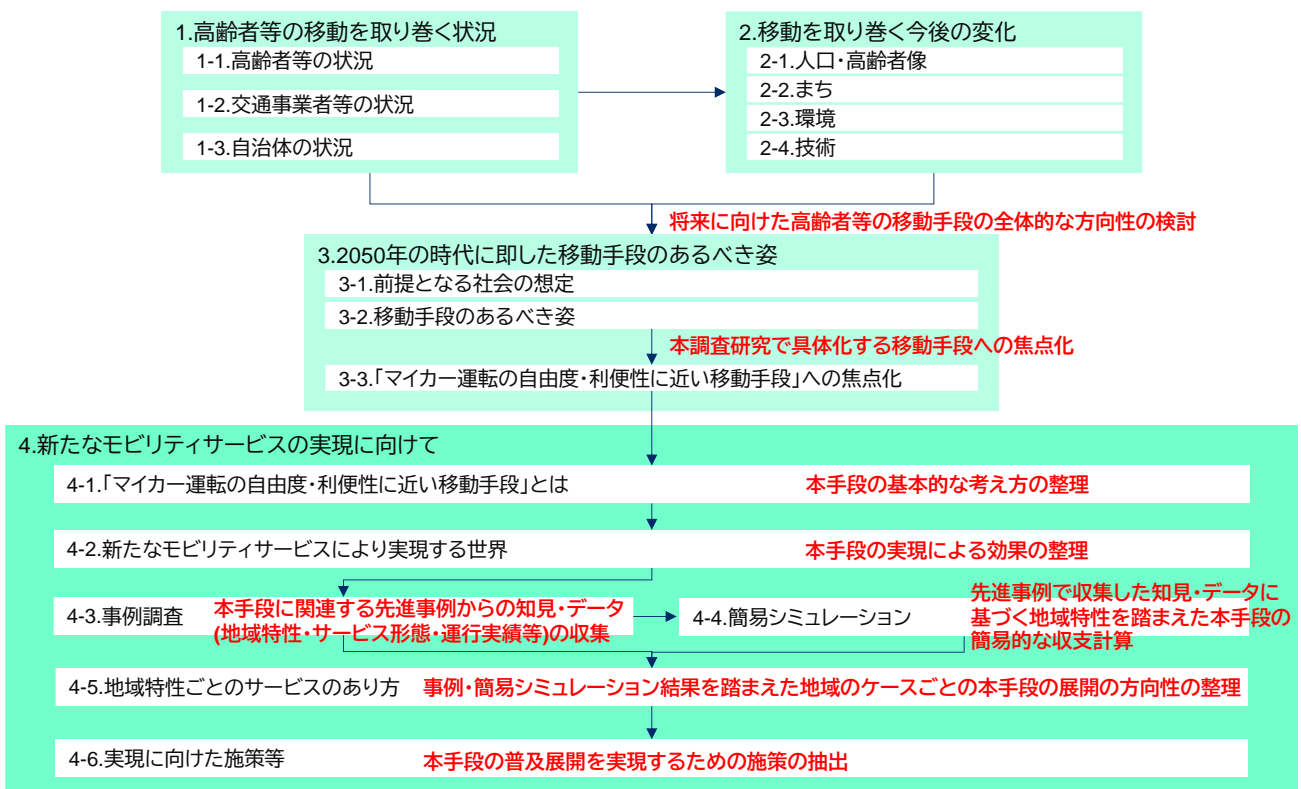 1.高齢者等の移動を取り巻く状況
1-1.高齢者等の状況
1-2.交通事業者等の状況
1-3.自治体の状況
2.移動を取り巻く今後の変化
2-1.人口・高齢者像
2-2.まち
2-3.環境
2-4.技術
将来に向けた高齢者等の移動手段の全体的な方向性の検討
3.2050年の時代に即した移動手段のあるべき姿
3-1.前提となる社会の想定
3-2.移動手段のあるべき姿
本調査研究で具体化する移動手段への焦点化
3-3.「マイカー運転の自由度・利便性に近い移動手段」への焦点化
4.新たなモビリティサービスの実現に向けて
4-1.「マイカー運転の自由度・利便性に近い移動手段」とは
本手段の基本的な考え方の整理
4-2.新たなモビリティサービスにより実現する世界
本手段の実現による効果の整理
4-3.事例調査
本手段に関連する先進事例からの知見・データ
(地域特性・サービス形態・運行実績等)の収集
4-4.簡易シミュレーション
先進事例で収集した知見・データに
基づく地域特性を踏まえた本手段の
簡易的な収支計算
4-5.地域特性ごとのサービスのあり方
事例・簡易シミュレーション結果を踏まえた地域のケースごとの本手段の展開の方向性の整理
4-6.実現に向けた施策等
本手段の普及展開を実現するための施策の抽出